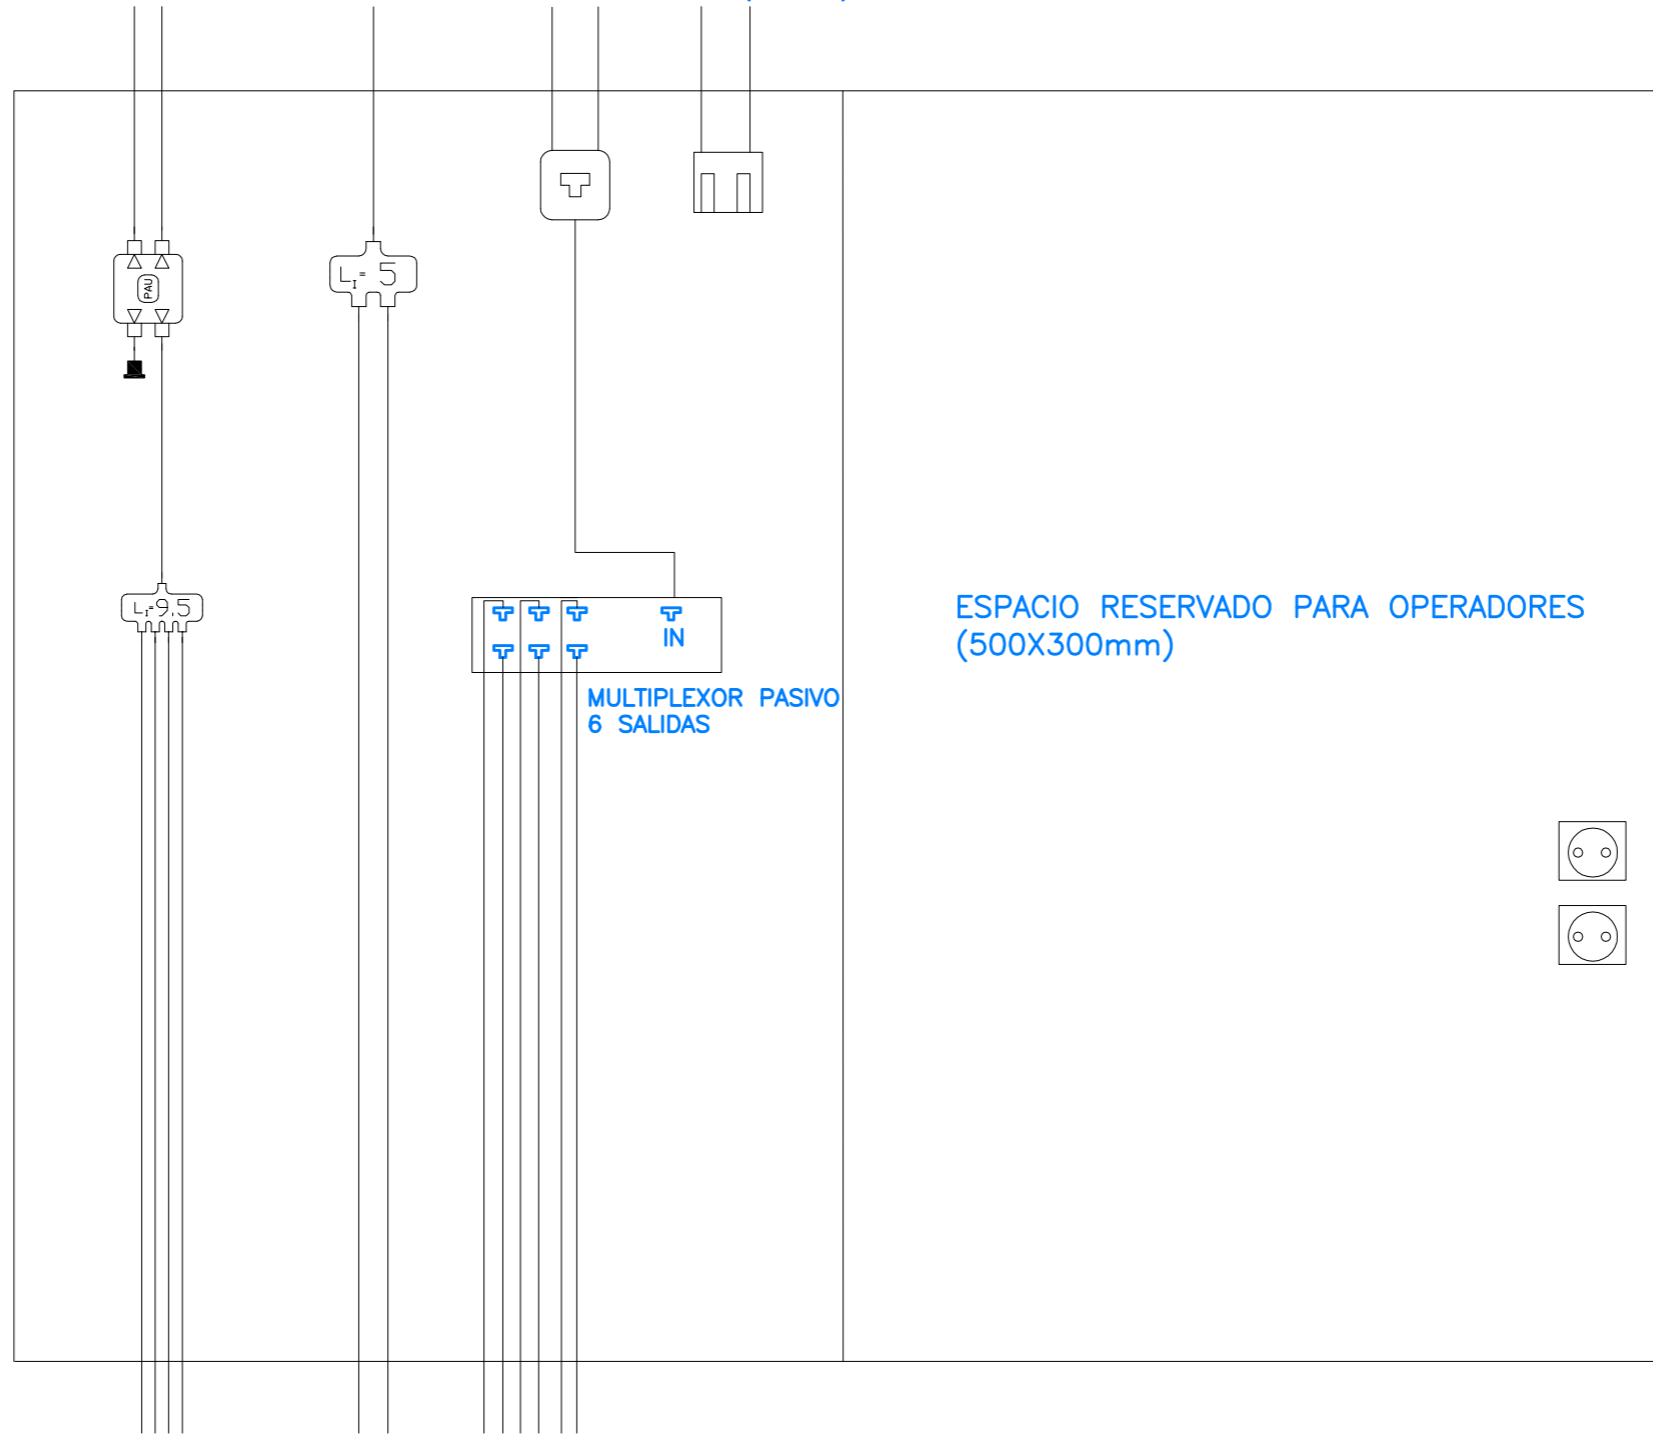 PAU
LI= 5
LI=9,5
IN
MULTIPLEXOR PASIVO
6 SALIDAS
ESPACIO RESERVADO PARA OPERADORES
(500X300mm)